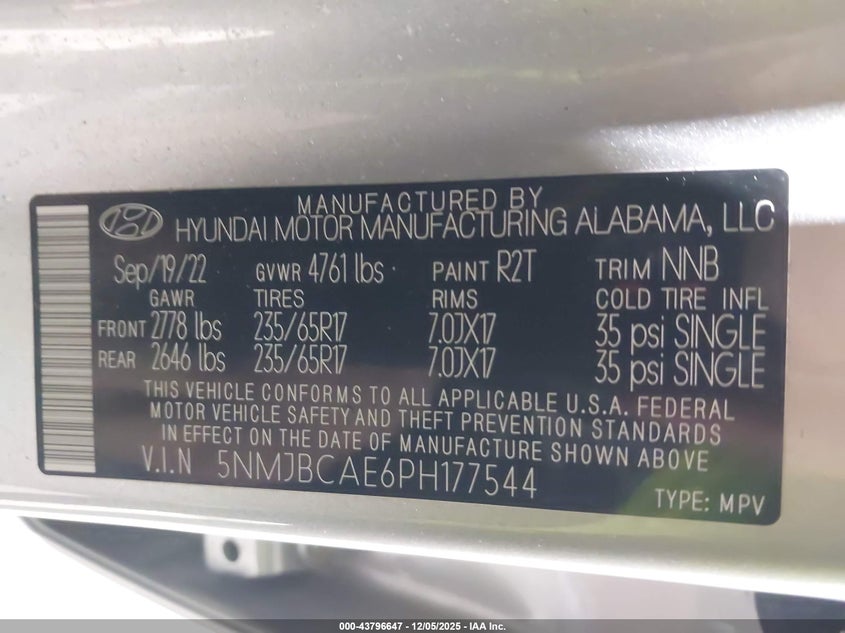 MANUFACTURED BY
HYUNDAI MOTOR MANUFACTURING ALABAMA, LLC
Sep/19/22 GVWR 4761 lbs PAINT R2T TRIM NNB
GAWR TIRES RIMS COLD TIRE INFL
FRONT 2778 lbs 235/65R17 7.0JX17 35 psi SINGLE
REAR 2646 lbs 235/65R17 7.0JX17 35 psi SINGLE
THIS VEHICLE CONFORMS TO ALL APPLICABLE U.S.A. FEDERAL
MOTOR VEHICLE SAFETY AND THEFT PREVENTION STANDARDS
IN EFFECT ON THE DATE OF MANUFACTURE SHOWN ABOVE
V.I.N 5NMJBCAE6PH177544
TYPE: MPV
000-43796647 - 12/05/2025 - IAA Inc.